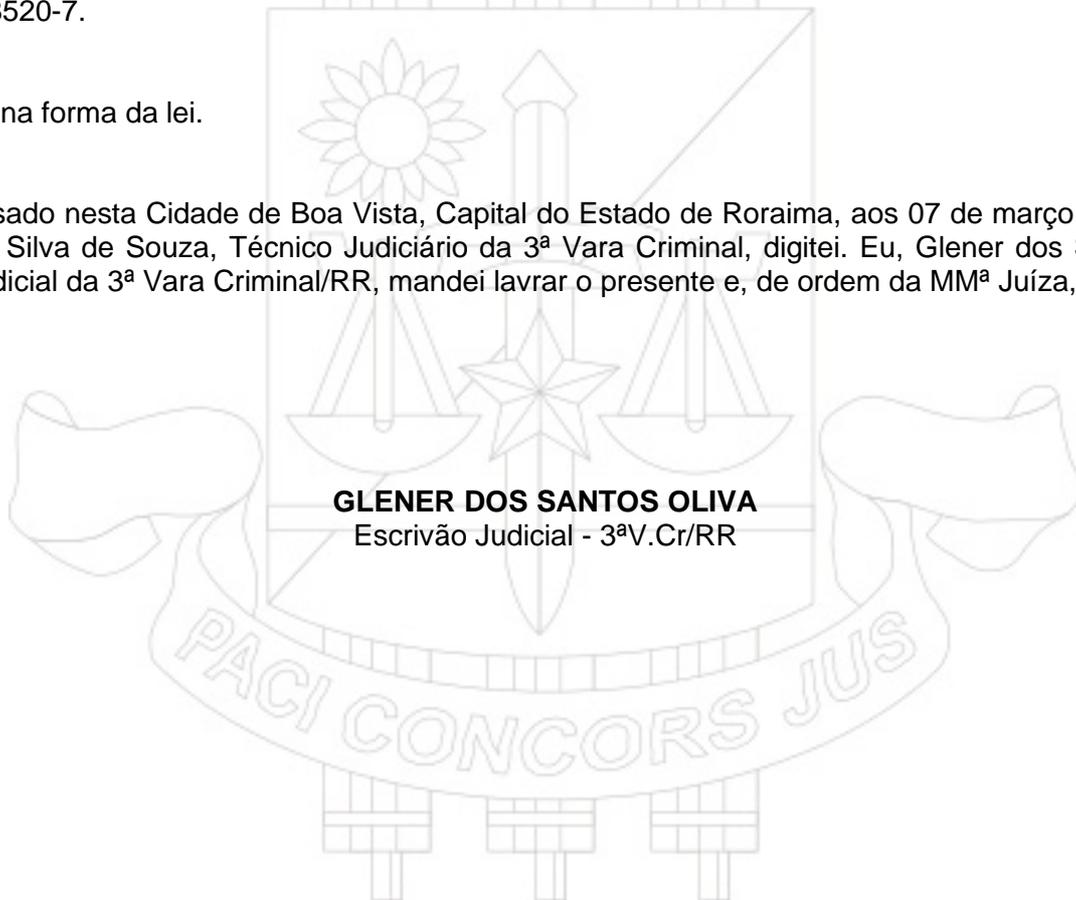 3520-7.
na forma da lei.
sado nesta Cidade de Boa Vista, Capital do Estado de Roraima, aos 07 de março
Silva de Souza, Técnico Judiciário da 3ª Vara Criminal, digitei. Eu, Glener dos
dicial da 3ª Vara Criminal/RR, mandei lavrar o presente e, de ordem da MMª Juíza,
GLENER DOS SANTOS OLIVA
Escrivão Judicial - 3ªV.Cr/RR
PACI CONCORS JUS